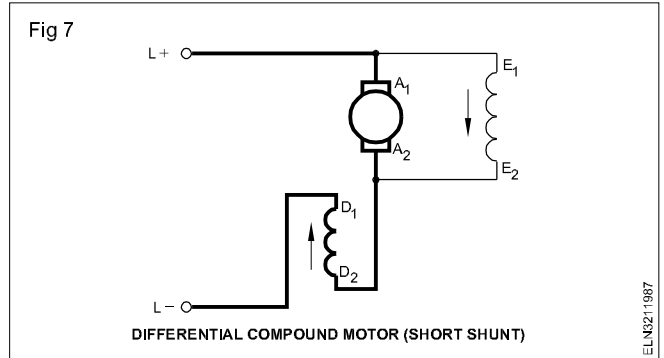 Fig 7
L+
A1
E1
A2
E2
D1
D2
L−
DIFFERENTIAL COMPOUND MOTOR (SHORT SHUNT)
ELN3211987